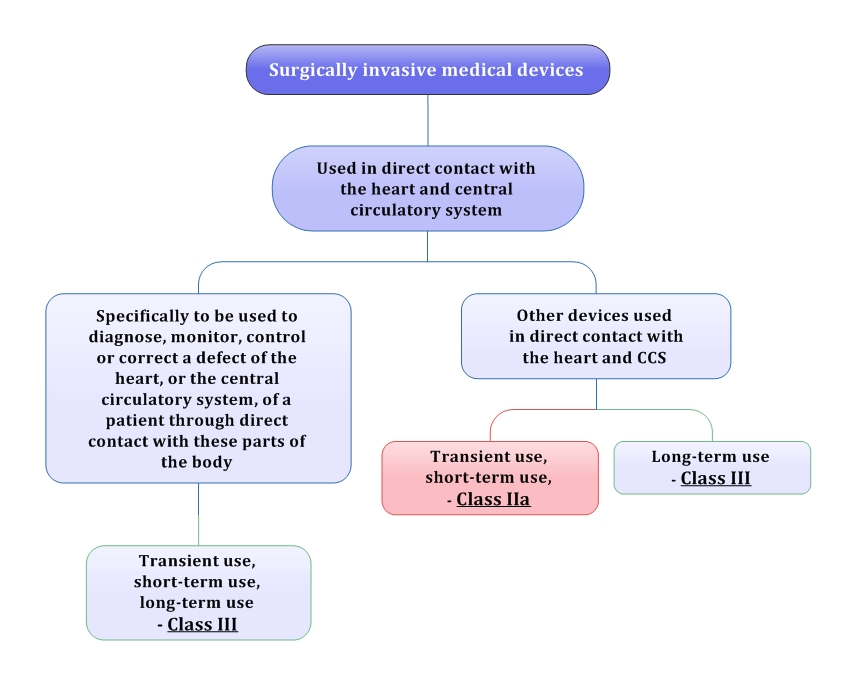 Surgically invasive medical devices
Used in direct contact with
the heart and central
circulatory system
Specifically to be used to
diagnose, monitor, control
or correct a defect of the
heart, or the central
circulatory system, of a
patient through direct
contact with these parts of
the body
Other devices used
in direct contact with
the heart and CCS
Transient use,
short-term use,
- Class IIa
Long-term use
- Class III
Transient use,
short-term use,
long-term use
- Class III